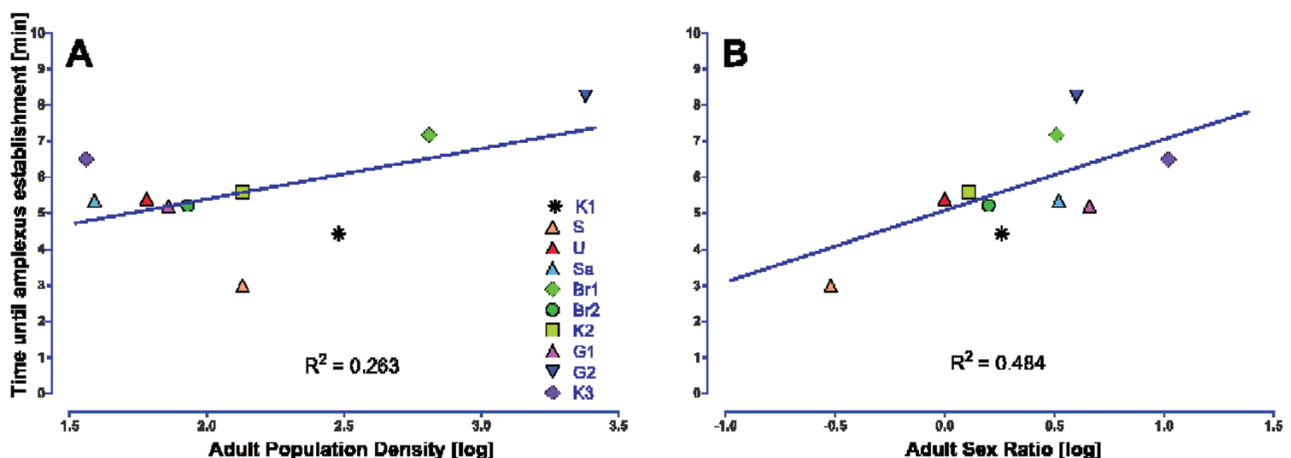 A
Time until amplexus establishment [min]
10
9
8
7
6
5
4
3
2
1
0
K1
S
U
Sa
Br1
Br2
K2
G1
G2
K3
R² = 0.263
1.5 2.0 2.5 3.0 3.5
Adult Population Density [log]
B
10
9
8
7
6
5
4
3
2
1
0
R² = 0.484
-1.0 -0.5 0.0 0.5 1.0 1.5
Adult Sex Ratio [log]